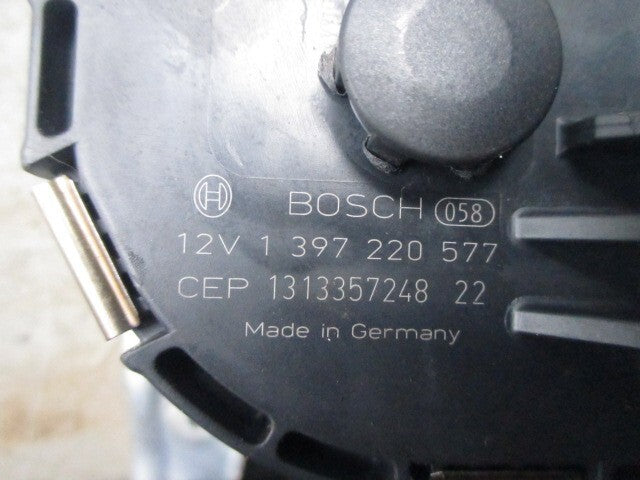 BOSCH 058
12V 1 397 220 577
CEP 1313357248 22
Made in Germany